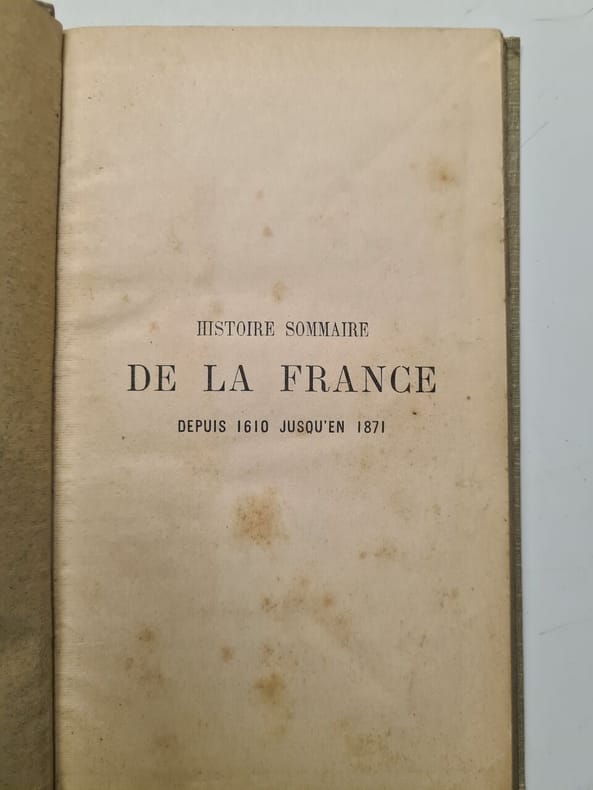 HISTOIRE SOMMAIRE
DE LA FRANCE
DEPUIS 1610 JUSQU'EN 1871